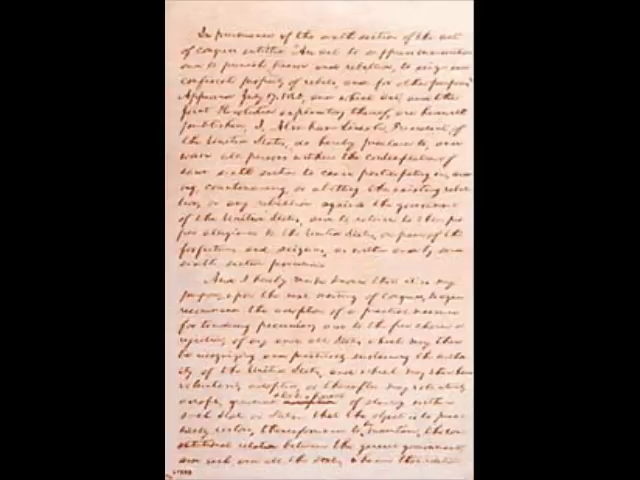 In pursuance of the sixth section of the act
of congress entitled "An act to suppress insurrection
and to punish treason and rebellion, to seize and
confiscate property of rebels, and for other purposes"
Approved July 17, 1862, and which act, and the
Joint Resolution explanatory thereof, are herewith
published, I, Abraham Lincoln, President of
the United States, do hereby proclaim to, and
warn all persons within the contemplation of
said sixth section to cease participating in, aid-
ing, countenancing, or abetting the existing rebel-
lion, or any rebellion against the government
of the United States, and to return to their pro-
per allegiance to the United States, on pain of the
forfeitures and seizures, as within and by said
sixth section provided.
And I hereby make known that it is my
purpose, upon the next meeting of Congress, to again
recommend the adoption of a practical measure
for tendering pecuniary aid to the free choice or
rejection, of any and all States which may then
be recognizing and practically sustaining the autho-
rity of the United States, and which may then have
voluntarily adopted, or thereafter may voluntarily
adopt, gradual abolishment of slavery within
such State or States that the object is to prac-
tically restore, thenceforward to maintain, the con-
stitutional relation between the general government,
and each, and all the states, wherein that relation